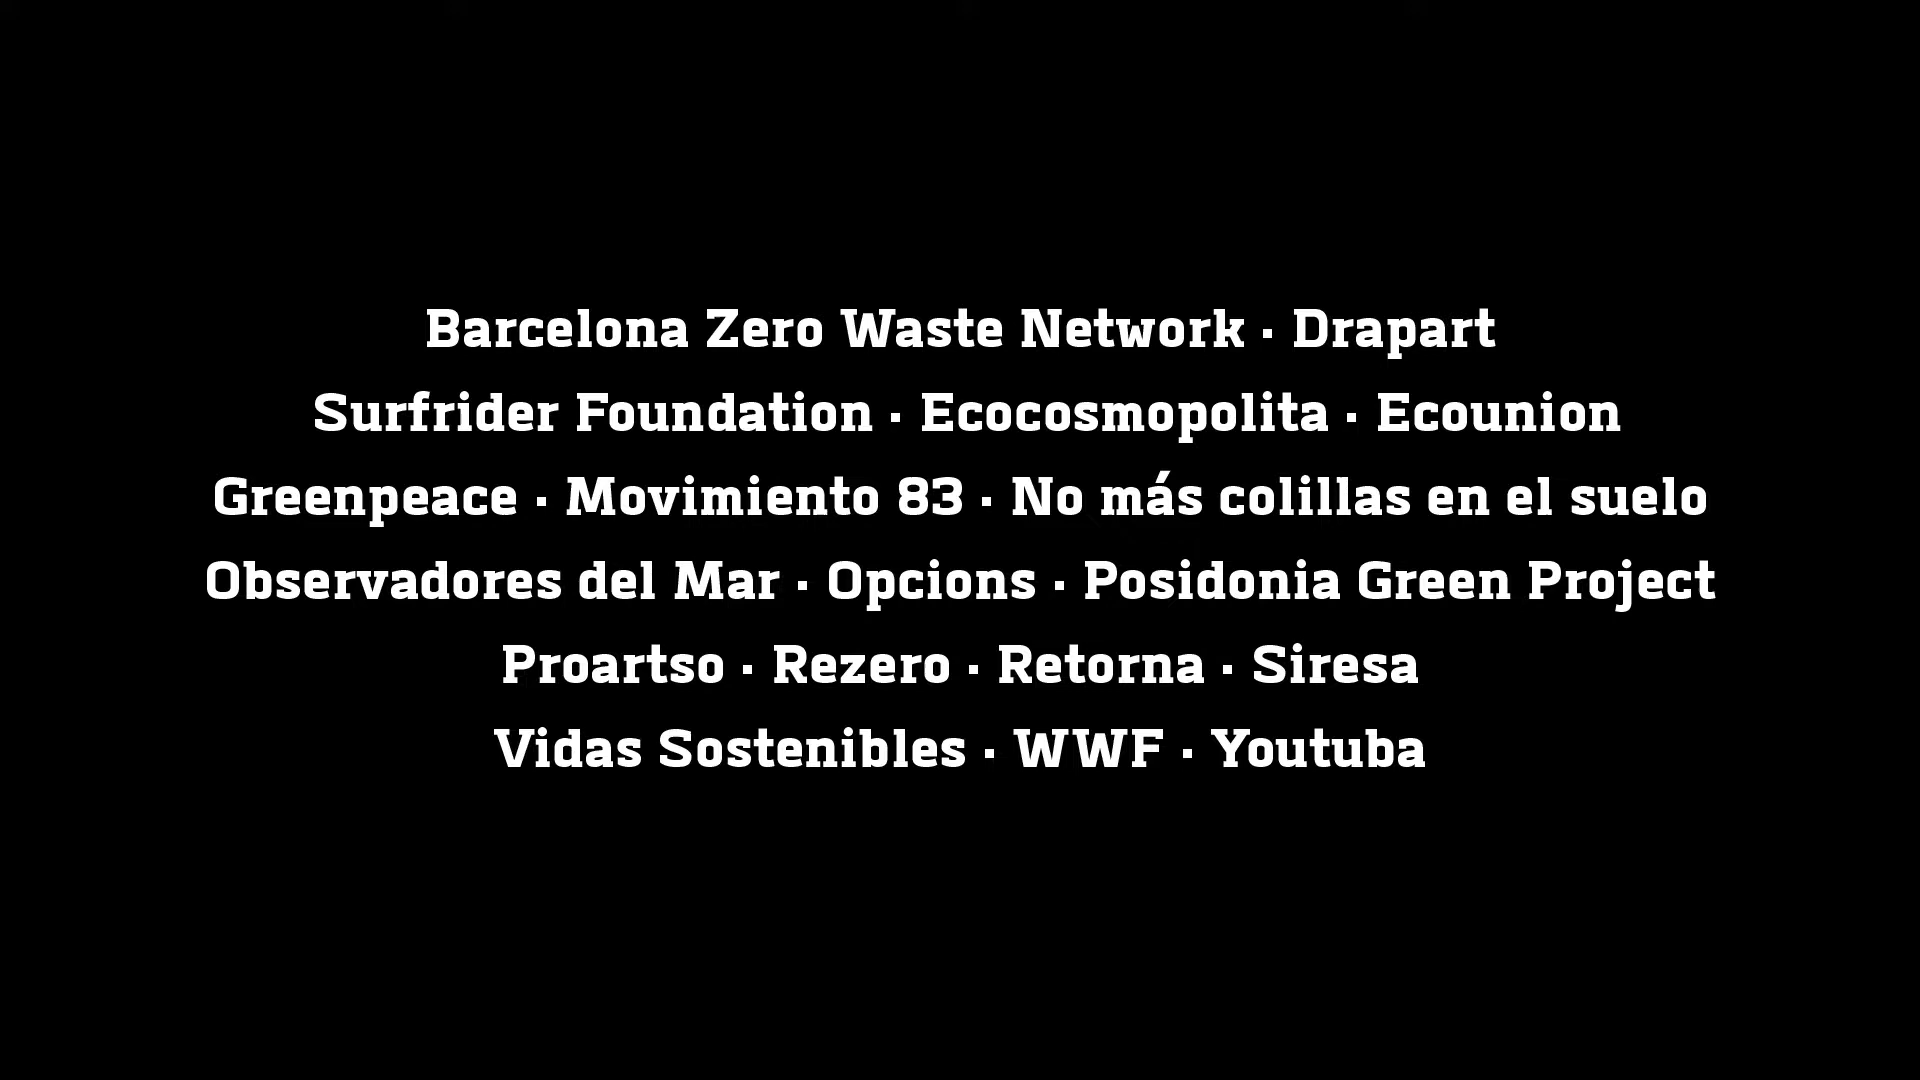 Barcelona Zero Waste Network · Drapart
Surfrider Foundation · Ecocosmopolita · Ecounion
Greenpeace · Movimiento 83 · No más colillas en el suelo
Observadores del Mar · Opcions · Posidonia Green Project
Proartso · Rezero · Retorna · Siresa
Vidas Sostenibles · WWF · Youtuba